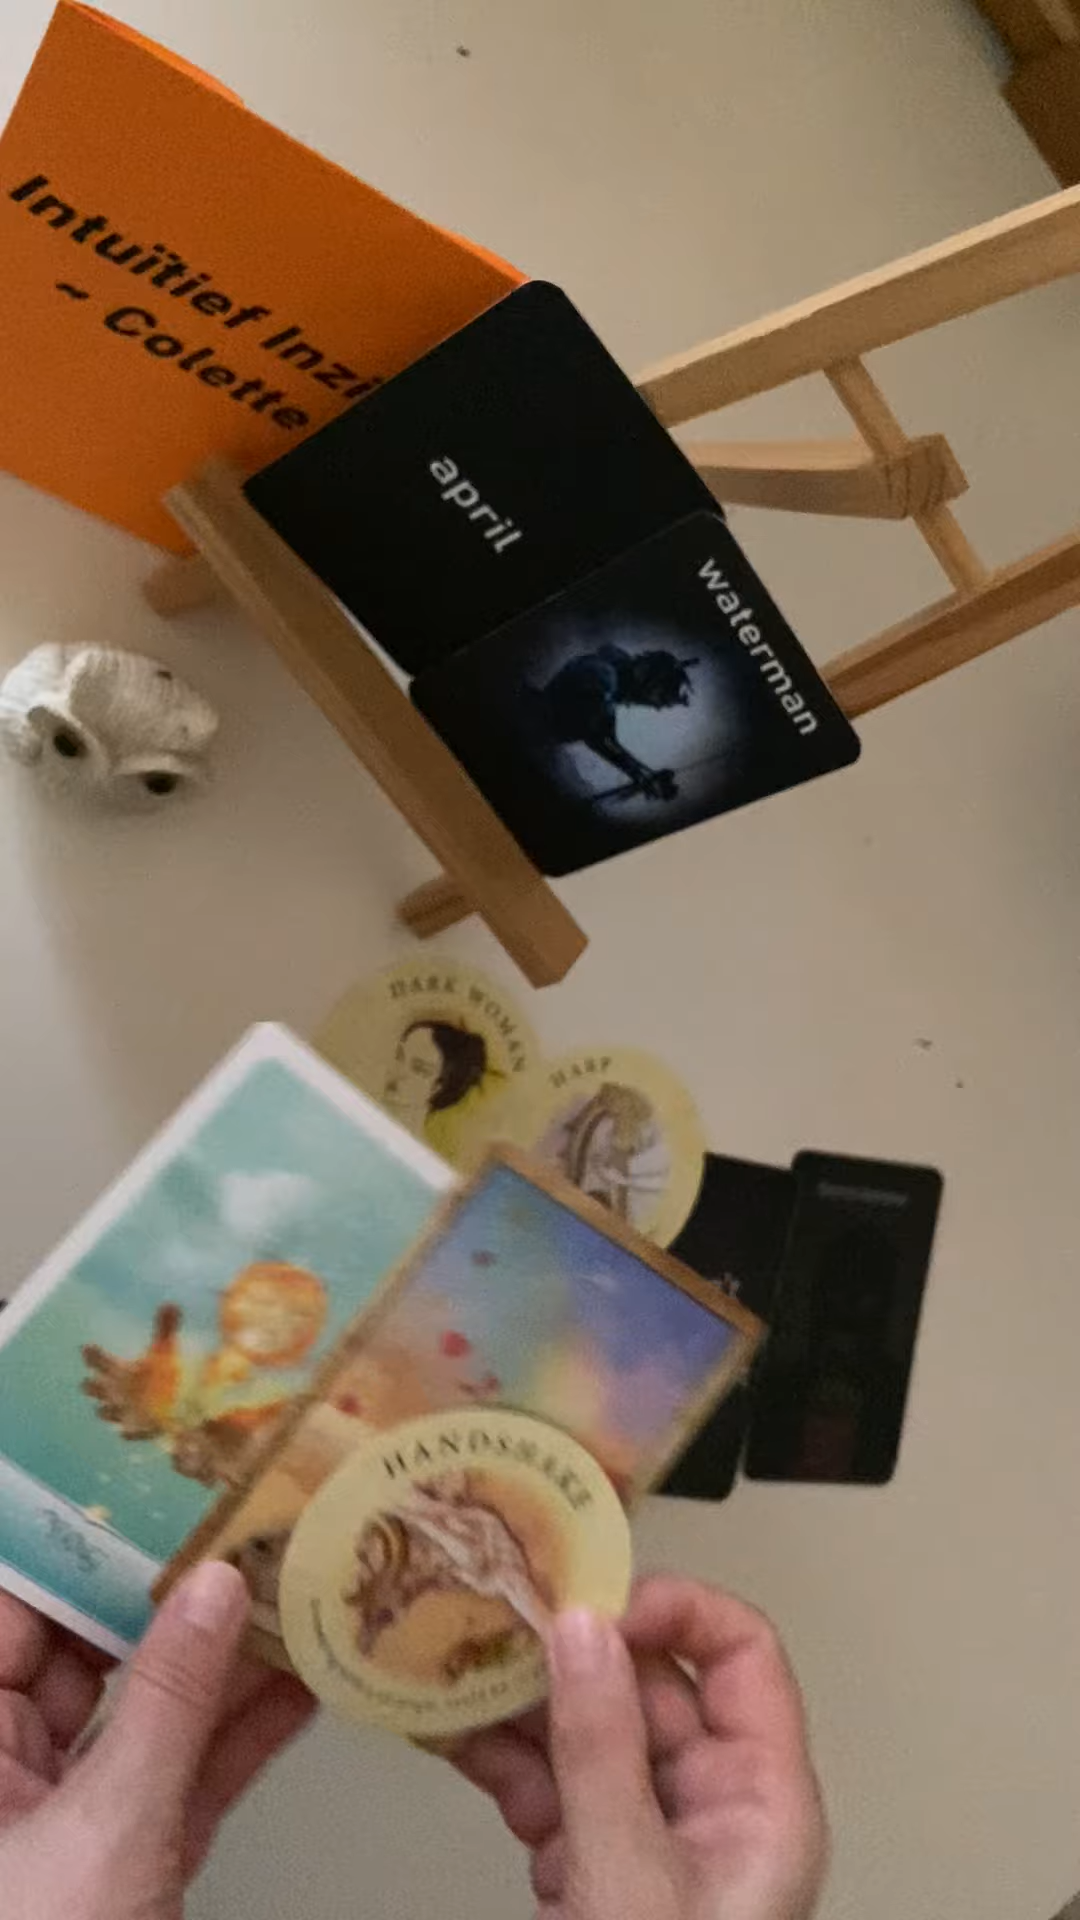 Intuïtief Inzi
~ Colette
april
waterman
DARK WOMAN
HARP
HANDSHAKE